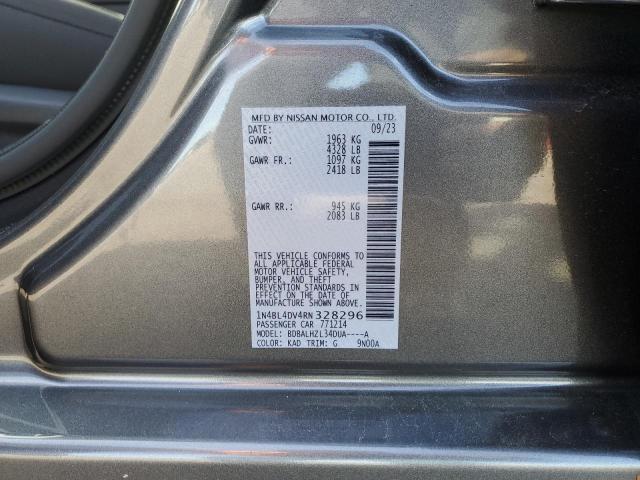 MFD BY NISSAN MOTOR CO., LTD.
DATE: 09/23
GVWR: 1963 KG
4328 LB
GAWR FR.: 1097 KG
2418 LB
GAWR RR.: 945 KG
2083 LB
THIS VEHICLE CONFORMS TO
ALL APPLICABLE FEDERAL
MOTOR VEHICLE SAFETY,
BUMPER, AND THEFT
PREVENTION STANDARDS IN
EFFECT ON THE DATE OF
MANUFACTURE SHOWN ABOVE.
1N4BL4DV4RN328296
PASSENGER CAR 771214
MODEL: BDBALHZL34DUA----A
COLOR: KAD TRIM: G 9N00A